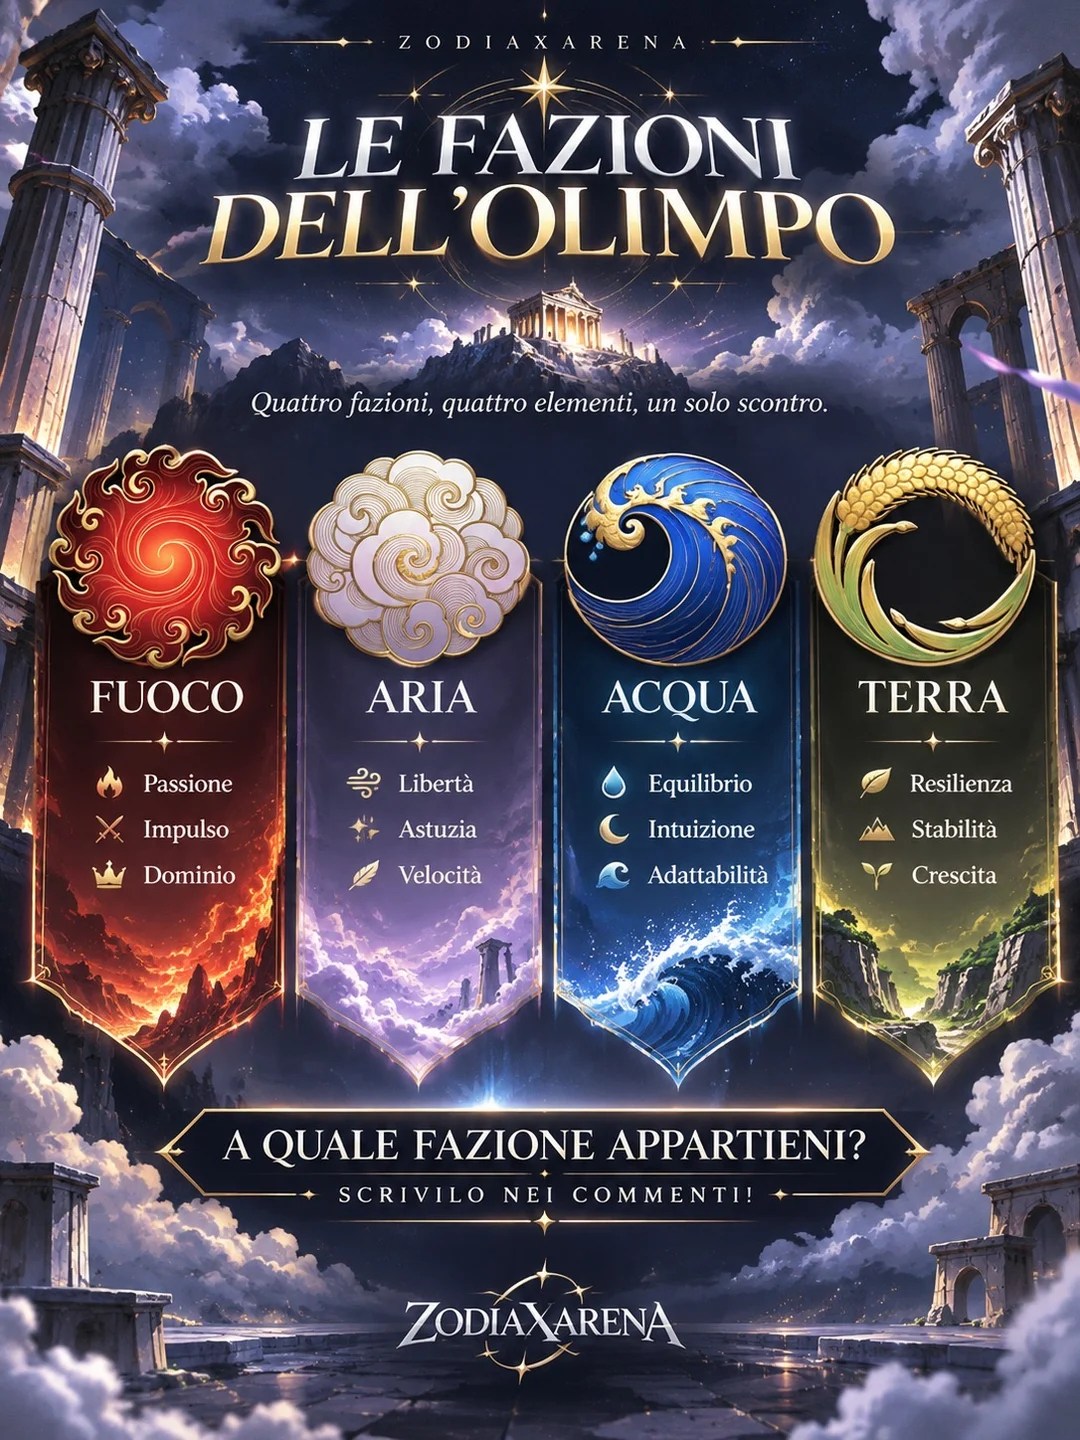 ZODIAXARENA
LE FAZIONI
DELL'OLIMPO
Quattro fazioni, quattro elementi, un solo scontro.
FUOCO
Passione
Impulso
Dominio
ARIA
Libertà
Astuzia
Velocità
ACQUA
Equilibrio
Intuizione
Adattabilità
TERRA
Resilienza
Stabilità
Crescita
A QUALE FAZIONE APPARTIENI?
SCRIVILO NEI COMMENTI!
ZODIAXARENA